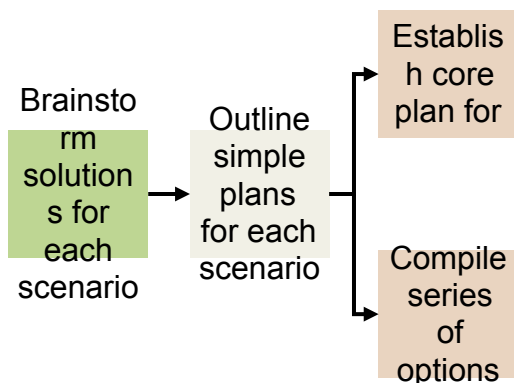 Brainsto
rm
solution
s for
each
scenario
Outline
simple
plans
for each
scenario
Establis
h core
plan for
Compile
series
of
options